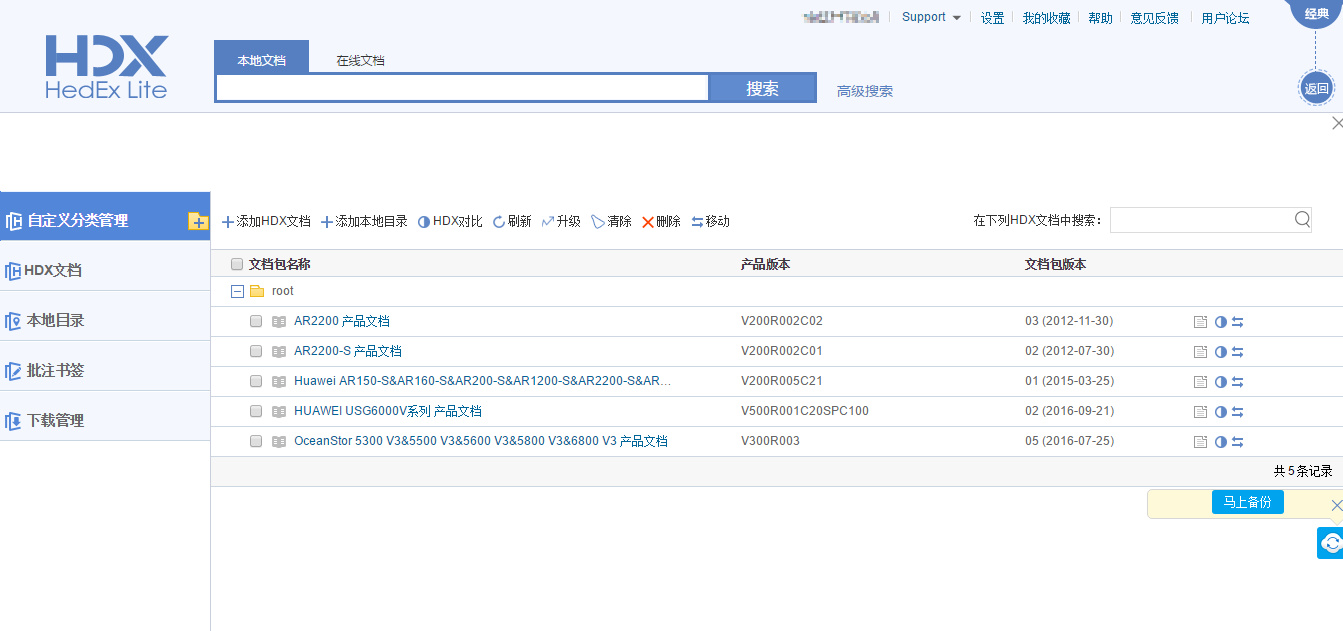 Support 设置 我的收藏 帮助 意见反馈 用户论坛 经典
HDX
HedEx Lite
本地文档 在线文档
搜索 高级搜索 返回
自定义分类管理
HDX文档
本地目录
批注书签
下载管理
添加HDX文档 添加本地目录 HDX对比 刷新 升级 清除 删除 移动 在下列HDX文档中搜索：
文档包名称 产品版本 文档包版本
root
AR2200 产品文档 V200R002C02 03 (2012-11-30)
AR2200-S 产品文档 V200R002C01 02 (2012-07-30)
Huawei AR150-S&AR160-S&AR200-S&AR1200-S&AR2200-S&AR... V200R005C21 01 (2015-03-25)
HUAWEI USG6000V系列 产品文档 V500R001C20SPC100 02 (2016-09-21)
OceanStor 5300 V3&5500 V3&5600 V3&5800 V3&6800 V3 产品文档 V300R003 05 (2016-07-25)
共 5 条记录
马上备份